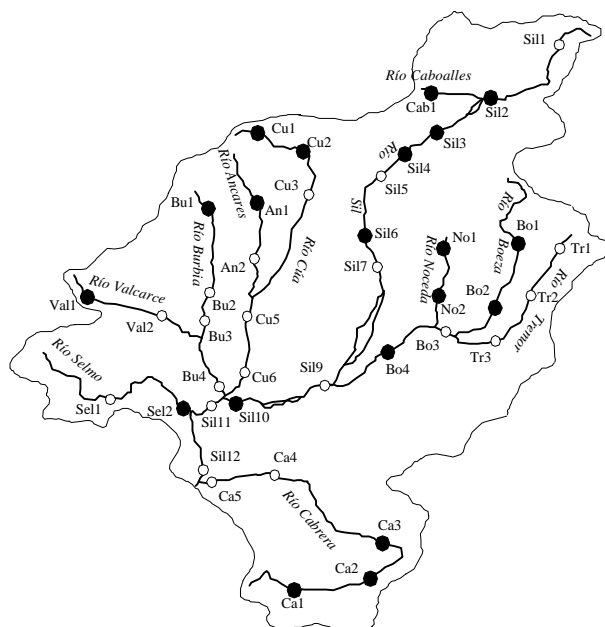 Sil1
Río Caboalles
Cab1
Sil2
Cu1
Sil3
Cu2
Río
Sil4
Sil5
Río Ancares
Cu3
Bu1
An1
Sil
Río
Bo1
Sil6
No1
Río Burbia
Río Cúa
Río Noceda
Boeza
Tr1
An2
Sil7
Río
Río Valcarce
Val1
Bu2
Bo2
Tr2
No2
Val2
Cu5
Bu3
Tremor
Bo3
Tr3
Río Selmo
Bo4
Bu4
Cu6
Sil9
Sel1
Sel2
Sil11
Sil10
Sil12
Ca4
Ca5
Río Cabrera
Ca3
Ca2
Ca1